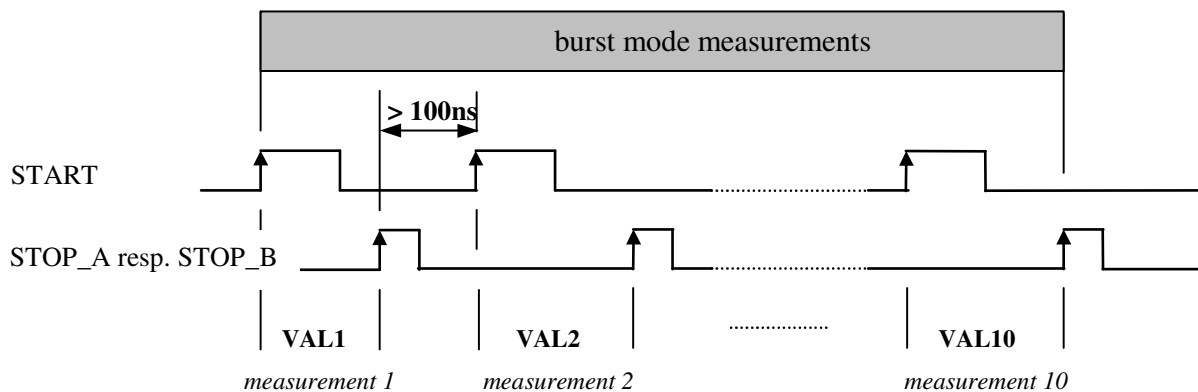 burst mode measurements
> 100ns
START
STOP_A resp. STOP_B
VAL1 VAL2 VAL10
measurement 1 measurement 2 measurement 10